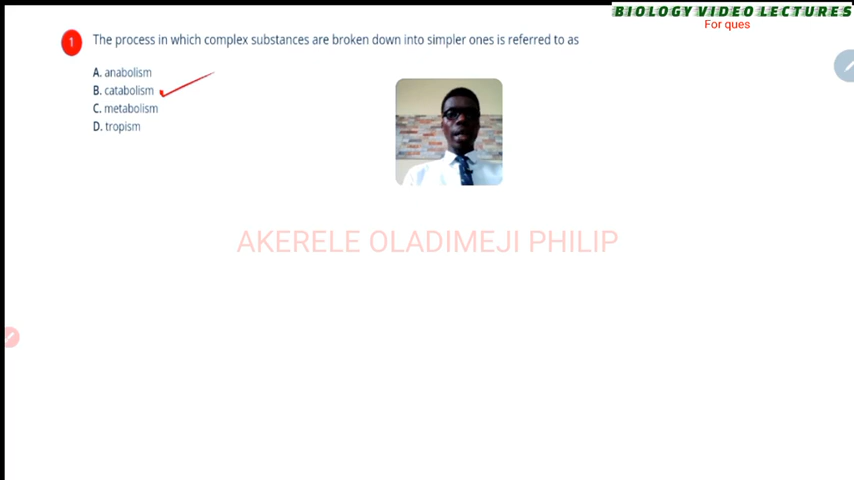 BIOLOGY VIDEO LECTURES
For ques
1 The process in which complex substances are broken down into simpler ones is referred to as
A. anabolism
B. catabolism
C. metabolism
D. tropism
AKERELE OLADIMEJI PHILIP